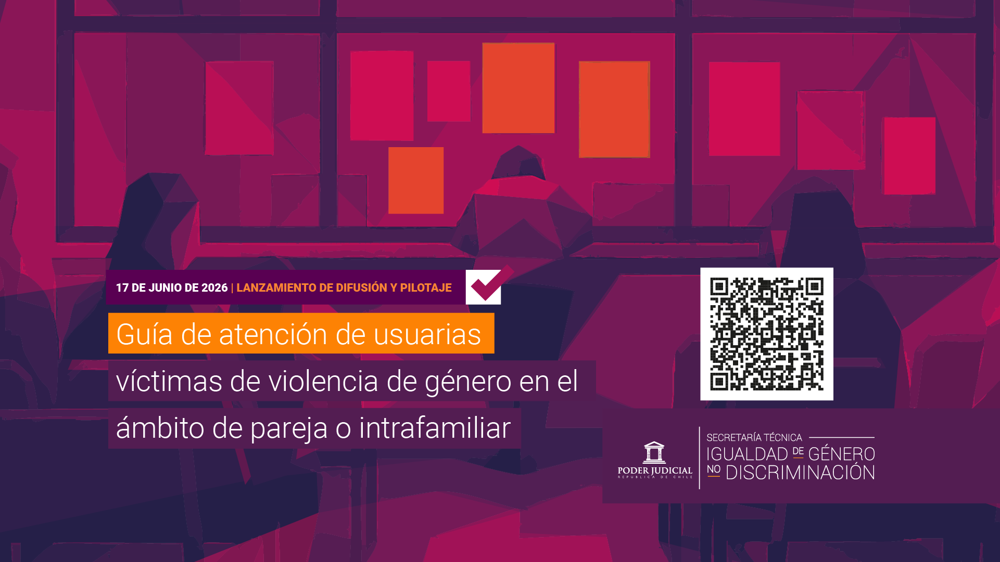 17 DE JUNIO DE 2026 | LANZAMIENTO DE DIFUSIÓN Y PILOTAJE
Guía de atención de usuarias
víctimas de violencia de género en el
ámbito de pareja o intrafamiliar
PODER JUDICIAL
REPUBLICA DE CHILE
SECRETARÍA TÉCNICA
IGUALDAD DE GÉNERO
NO DISCRIMINACIÓN